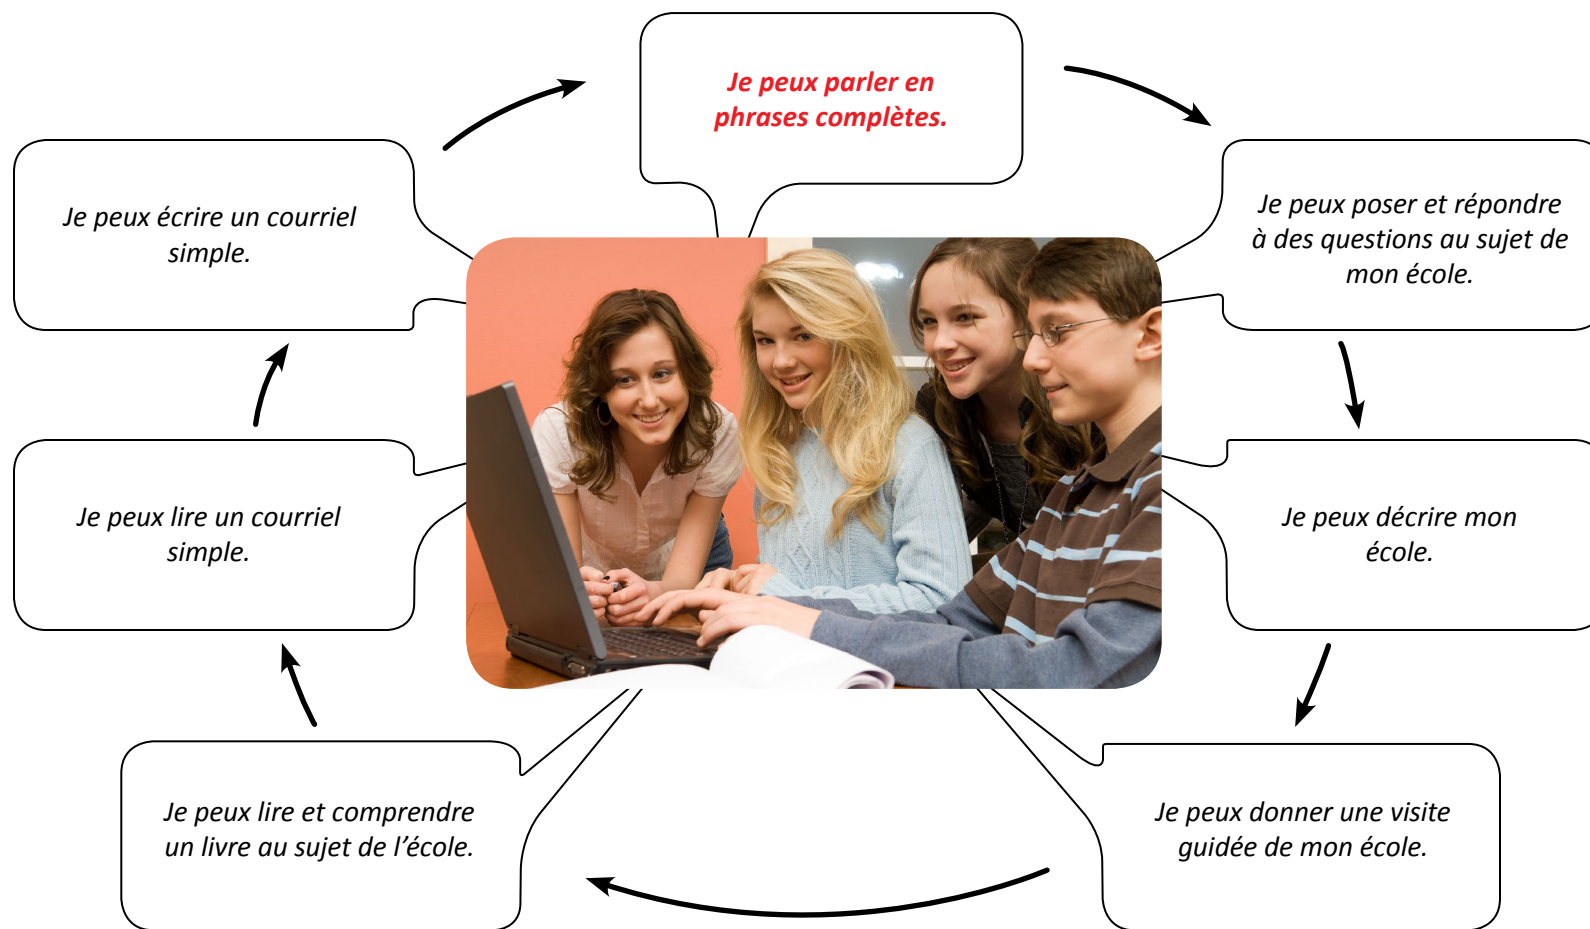 Je peux parler en
phrases complètes.
Je peux poser et répondre
à des questions au sujet de
mon école.
Je peux décrire mon
école.
Je peux donner une visite
guidée de mon école.
Je peux lire et comprendre
un livre au sujet de l’école.
Je peux lire un courriel
simple.
Je peux écrire un courriel
simple.